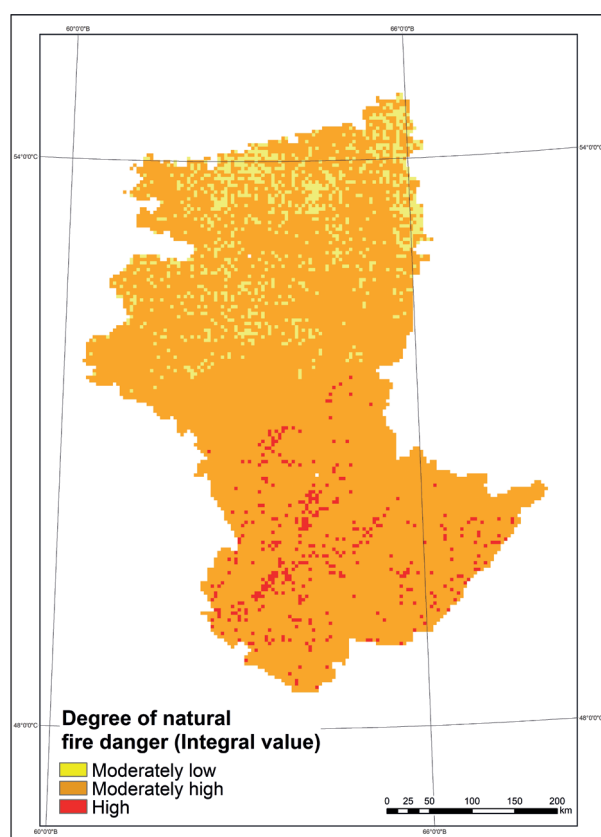 60°0'0"B 66°0'0"B
54°0'0"C 54°0'0"C
48°0'0"C 48°0'0"C
Degree of natural
fire danger (Integral value)
Moderately low
Moderately high
High
0 25 50 100 150 200
km
60°0'0"B 66°0'0"B